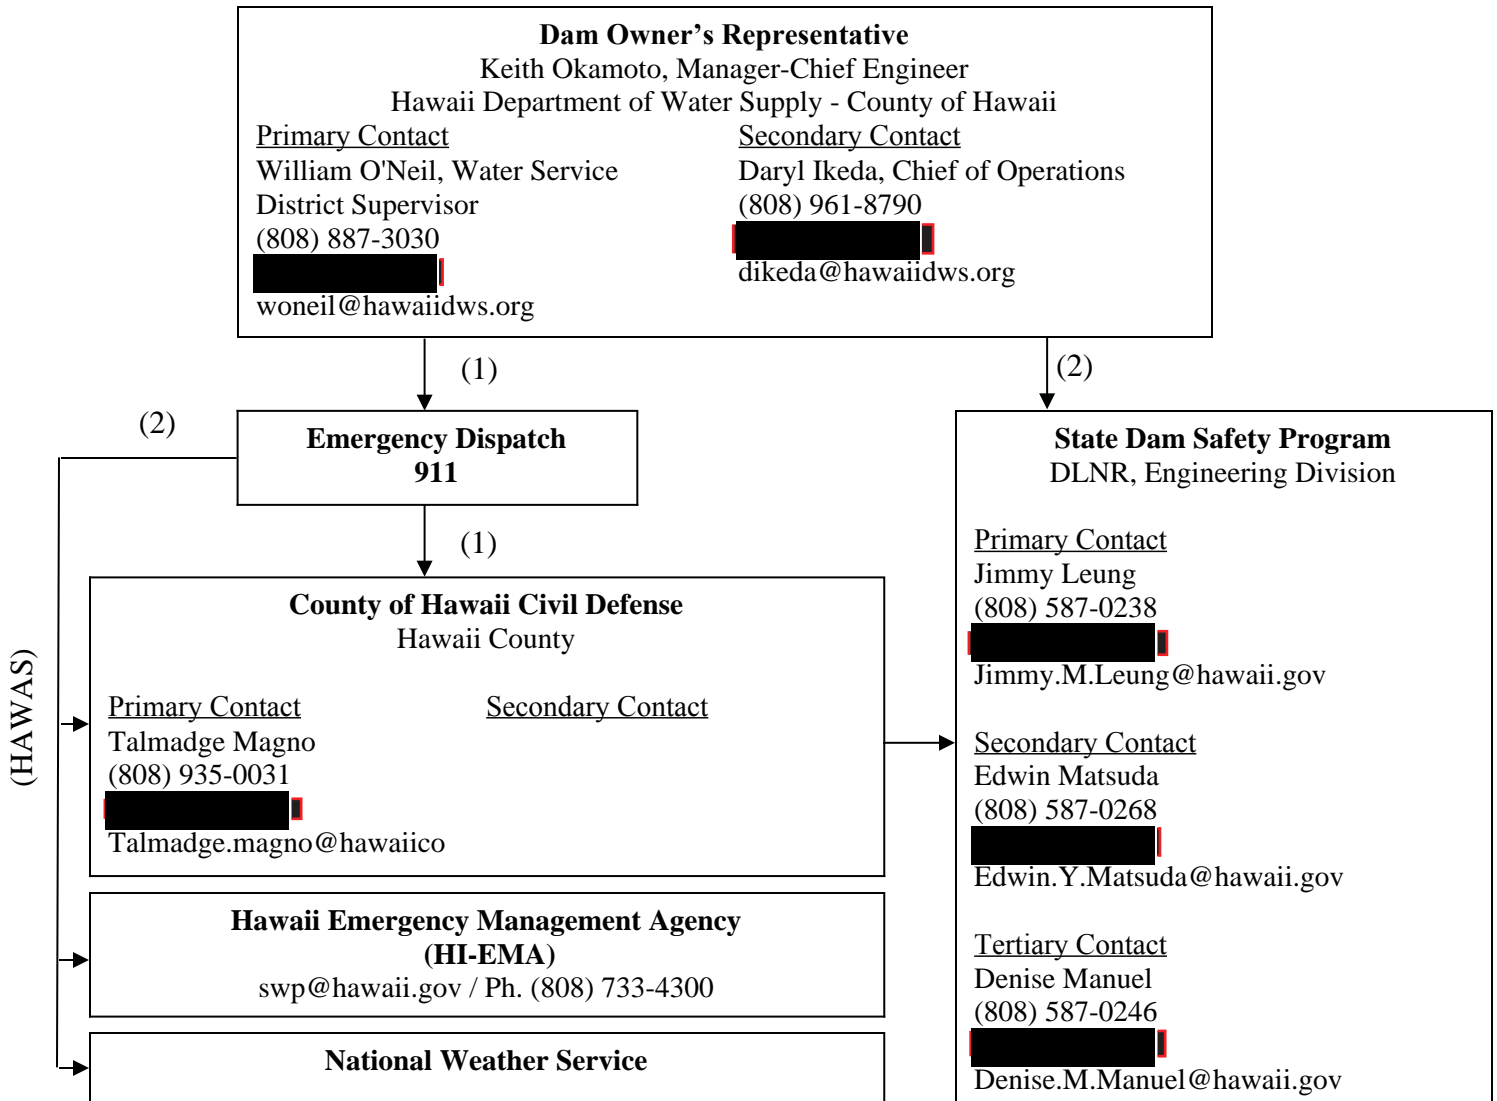 Dam Owner's Representative
Keith Okamoto, Manager-Chief Engineer
Hawaii Department of Water Supply - County of Hawaii
Primary Contact
William O'Neil, Water Service
District Supervisor
(808) 887-3030
woneil@hawaiidws.org
Secondary Contact
Daryl Ikeda, Chief of Operations
(808) 961-8790
dikeda@hawaiidws.org
(1)
(2)
(2)
Emergency Dispatch
911
(1)
(HAWAS)
County of Hawaii Civil Defense
Hawaii County
Primary Contact
Talmadge Magno
(808) 935-0031
Talmadge.magno@hawaiico
Secondary Contact
Hawaii Emergency Management Agency
(HI-EMA)
swp@hawaii.gov / Ph. (808) 733-4300
National Weather Service
State Dam Safety Program
DLNR, Engineering Division
Primary Contact
Jimmy Leung
(808) 587-0238
Jimmy.M.Leung@hawaii.gov
Secondary Contact
Edwin Matsuda
(808) 587-0268
Edwin.Y.Matsuda@hawaii.gov
Tertiary Contact
Denise Manuel
(808) 587-0246
Denise.M.Manuel@hawaii.gov